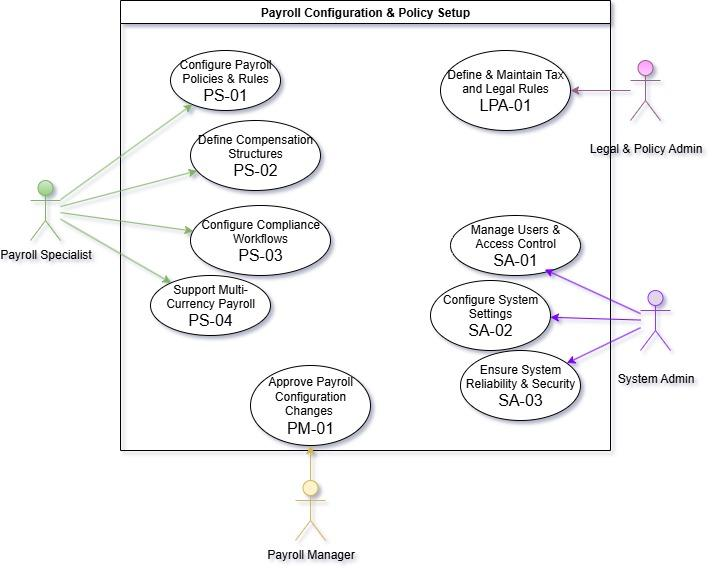 Payroll Configuration & Policy Setup
Configure Payroll
Policies & Rules
PS-01
Define Compensation
Structures
PS-02
Configure Compliance
Workflows
PS-03
Support Multi-
Currency Payroll
PS-04
Payroll Specialist
Define & Maintain Tax
and Legal Rules
LPA-01
Legal & Policy Admin
Manage Users &
Access Control
SA-01
Configure System
Settings
SA-02
Ensure System
Reliability & Security
SA-03
System Admin
Approve Payroll
Configuration
Changes
PM-01
Payroll Manager